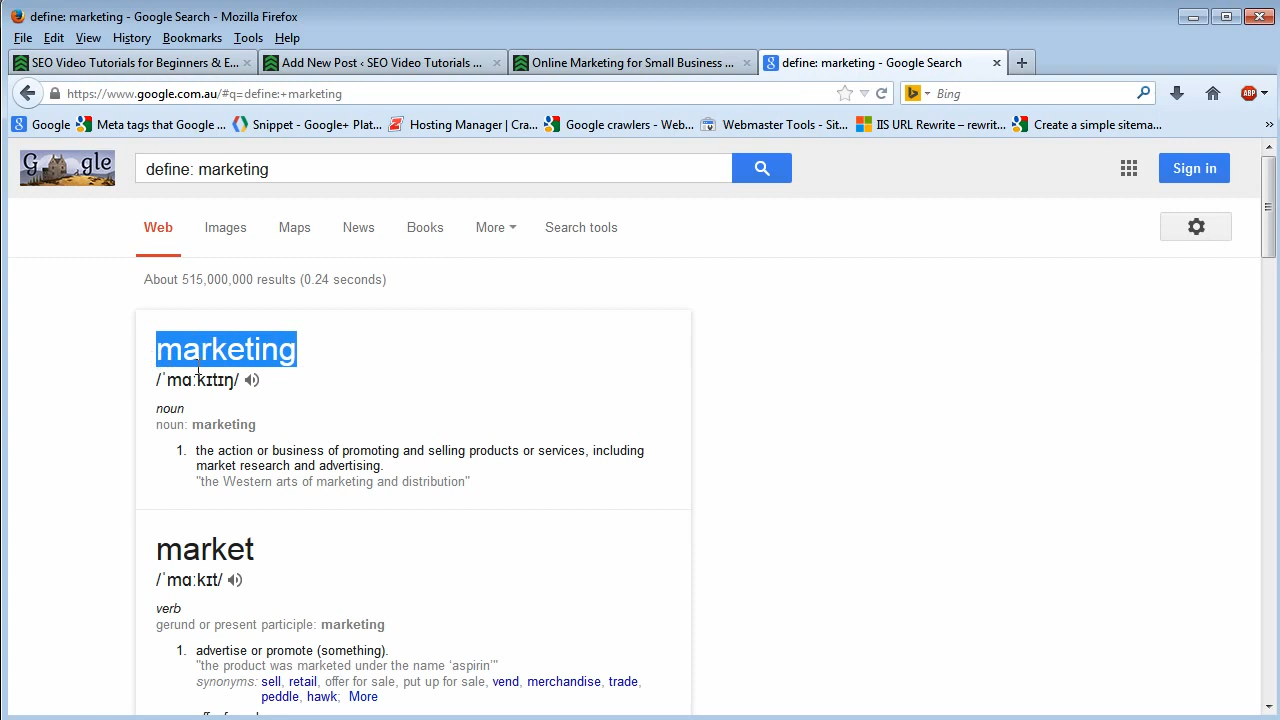 define: marketing - Google Search - Mozilla Firefox
File Edit View History Bookmarks Tools Help
SEO Video Tutorials for Beginners & E... Add New Post ‹ SEO Video Tutorials ... Online Marketing for Small Business ... define: marketing - Google Search
https://www.google.com.au/#q=define:+marketing Bing ABP
Google Meta tags that Google ... Snippet - Google+ Plat... Hosting Manager | Cra... Google crawlers - Web... Webmaster Tools - Sit... IIS URL Rewrite – rewrit... Create a simple sitema... »
Google define: marketing Sign in
Web Images Maps News Books More Search tools
About 515,000,000 results (0.24 seconds)
marketing
/ˈmɑːkɪtɪŋ/
noun
noun: marketing
1. the action or business of promoting and selling products or services, including
market research and advertising.
"the Western arts of marketing and distribution"
market
/ˈmɑːkɪt/
verb
gerund or present participle: marketing
1. advertise or promote (something).
"the product was marketed under the name ‘aspirin’"
synonyms: sell, retail, offer for sale, put up for sale, vend, merchandise, trade,
peddle, hawk; More